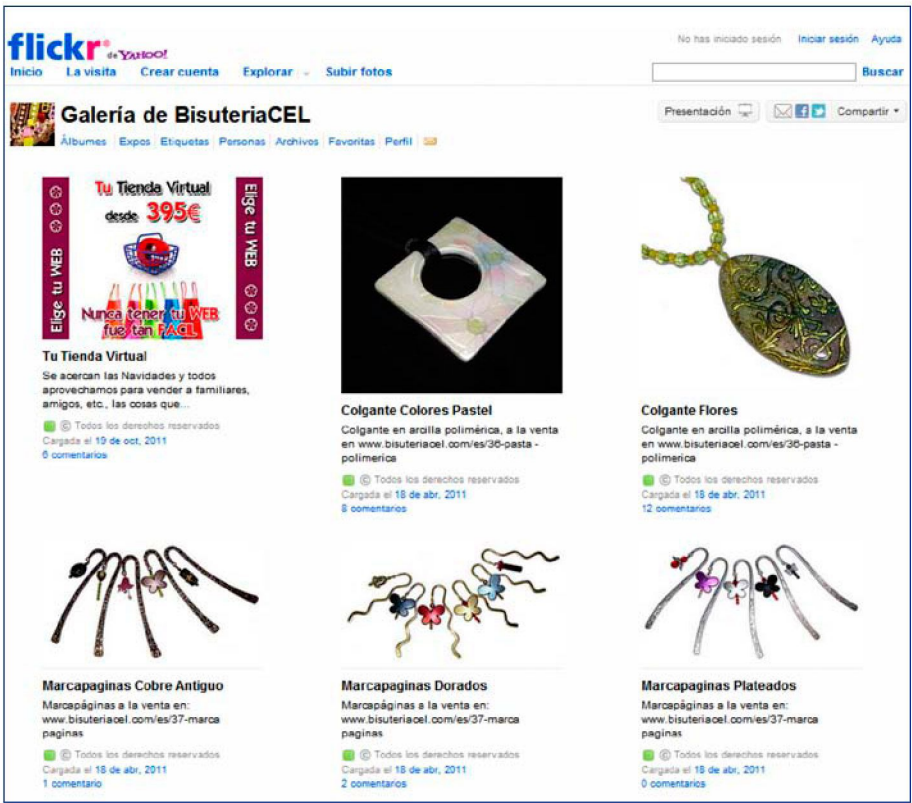 flickr de YAHOO!
No has iniciado sesión Iniciar sesión Ayuda
Inicio La visita Crear cuenta Explorar Subir fotos
Buscar
Galería de BisuteriaCEL
Presentación Compartir
Álbumes Expos Etiquetas Personas Archivos Favoritas Perfil
Elige tu WEB
Tu Tienda Virtual
desde 395€
Nunca tener tu WEB
fue tan FACIL
Elige tu WEB
Tu Tienda Virtual
Se acercan las Navidades y todos
aprovechamos para vender a familiares,
amigos, etc., las cosas que...
© Todos los derechos reservados
Cargada el 19 de oct, 2011
6 comentarios
Colgante Colores Pastel
Colgante en arcilla polimérica, a la venta
en www.bisuteriacel.com/es/36-pasta -
polimerica
© Todos los derechos reservados
Cargada el 18 de abr, 2011
8 comentarios
Colgante Flores
Colgante en arcilla polimérica, a la venta
en www.bisuteriacel.com/es/36-pasta -
polimerica
© Todos los derechos reservados
Cargada el 18 de abr, 2011
12 comentarios
Marcapaginas Cobre Antiguo
Marcapáginas a la venta en:
www.bisuteriacel.com/es/37-marca
paginas
© Todos los derechos reservados
Cargada el 18 de abr, 2011
1 comentario
Marcapaginas Dorados
Marcapáginas a la venta en:
www.bisuteriacel.com/es/37-marca
paginas
© Todos los derechos reservados
Cargada el 18 de abr, 2011
2 comentarios
Marcapaginas Plateados
Marcapáginas a la venta en:
www.bisuteriacel.com/es/37-marca
paginas
© Todos los derechos reservados
Cargada el 18 de abr, 2011
0 comentarios